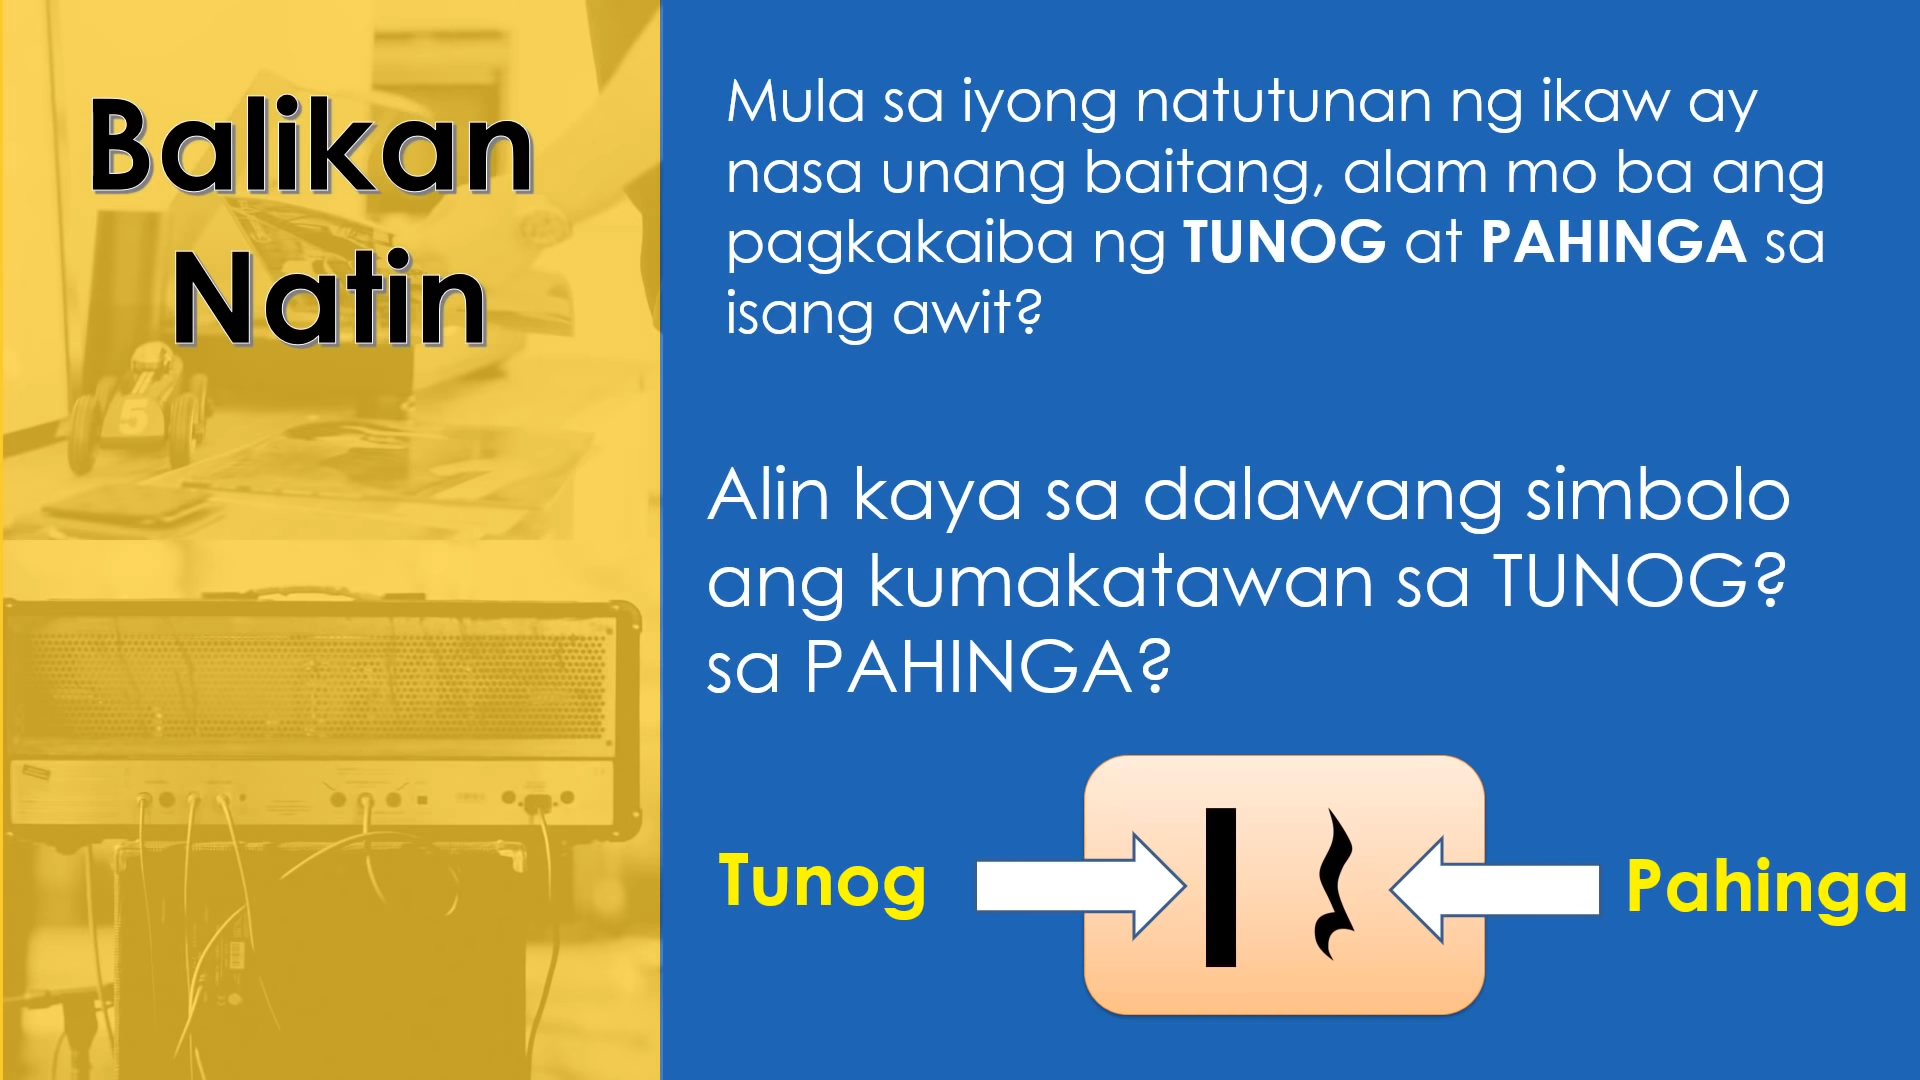 Balikan
Natin
Mula sa iyong natutunan ng ikaw ay
nasa unang baitang, alam mo ba ang
pagkakaiba ng TUNOG at PAHINGA sa
isang awit?
Alin kaya sa dalawang simbolo
ang kumakatawan sa TUNOG?
sa PAHINGA?
Tunog
Pahinga
5